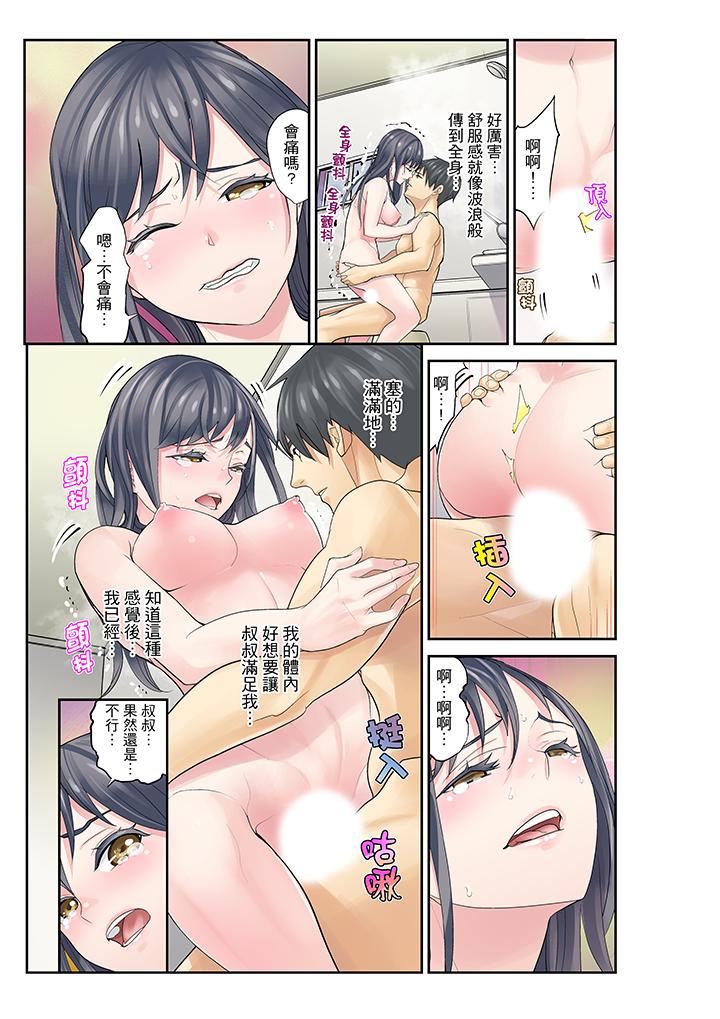 啊啊！…
頂入
顫抖
好厲害…
舒服感就像波浪般
傳到全身…
全身顫抖
全身顫抖
會痛嗎？
嗯…不會痛…
啊…！
插入
啊…啊啊…
塞的…
滿滿地…
顫抖
顫抖
我的體內
好想要讓
叔叔滿足我…
知道這種
感覺後…
我已經…
挺入
咕啾
叔叔…
果然還是…
不行…